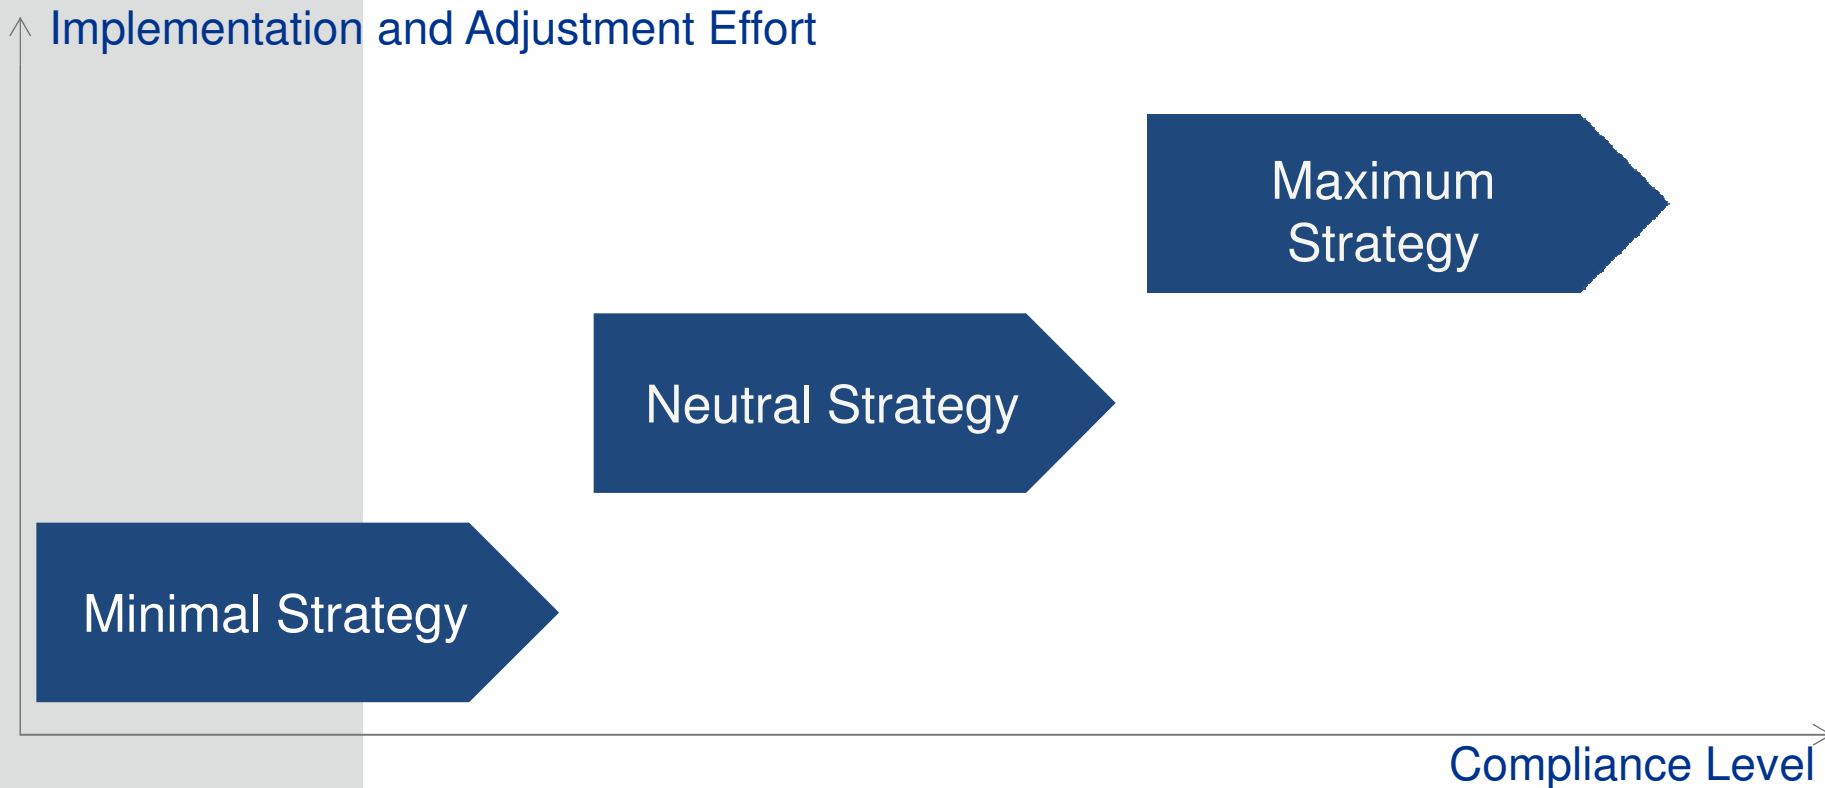 Implementation and Adjustment Effort
Maximum
Strategy
Neutral Strategy
Minimal Strategy
Compliance Level